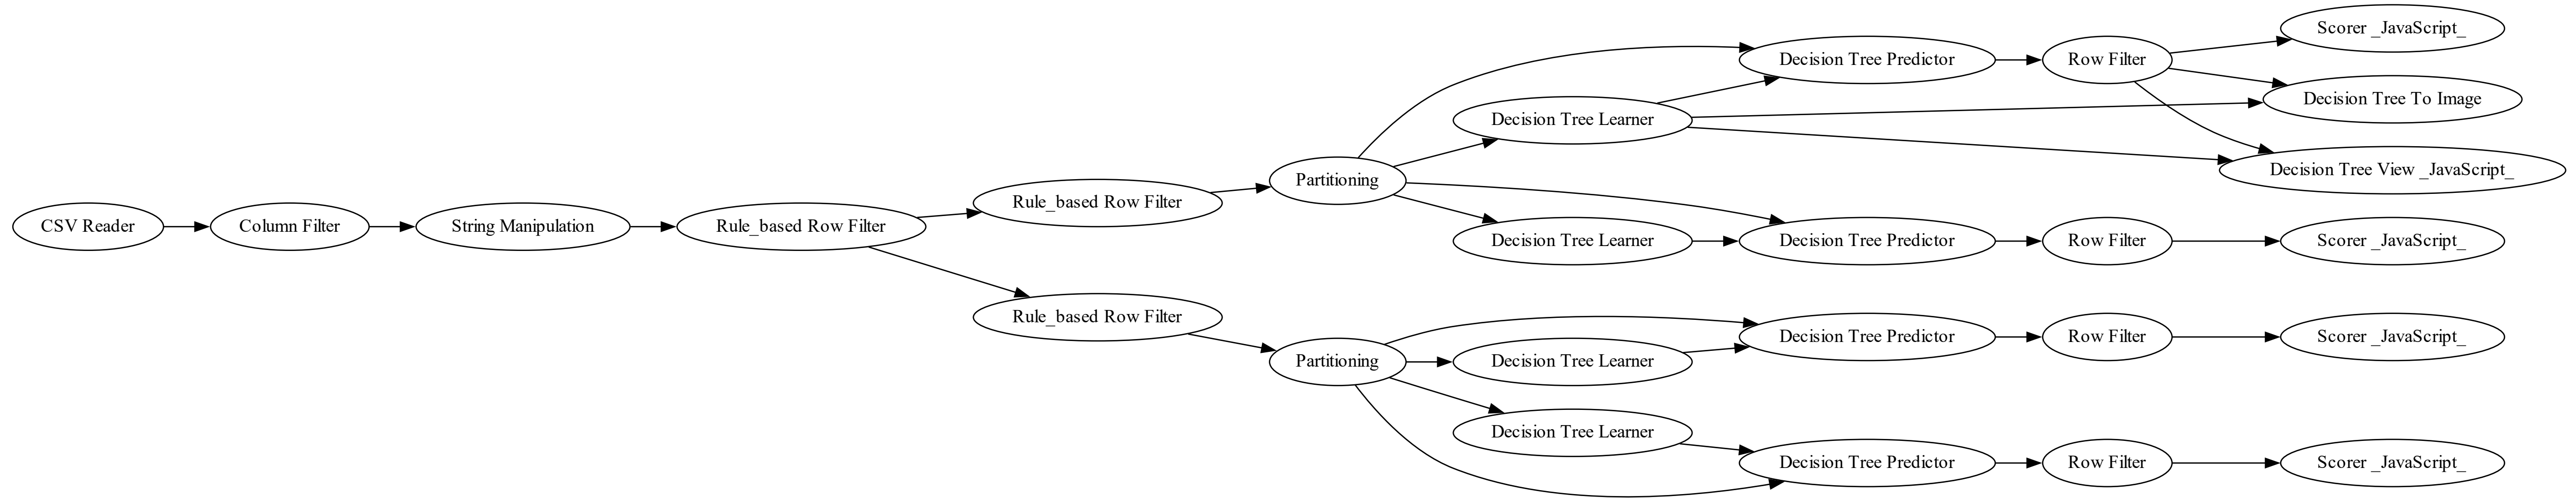 CSV Reader
Column Filter
String Manipulation
Rule_based Row Filter
Rule_based Row Filter
Rule_based Row Filter
Partitioning
Partitioning
Decision Tree Learner
Decision Tree Learner
Decision Tree Learner
Decision Tree Learner
Decision Tree Predictor
Decision Tree Predictor
Decision Tree Predictor
Decision Tree Predictor
Row Filter
Row Filter
Row Filter
Row Filter
Scorer _JavaScript_
Decision Tree To Image
Decision Tree View _JavaScript_
Scorer _JavaScript_
Scorer _JavaScript_
Scorer _JavaScript_